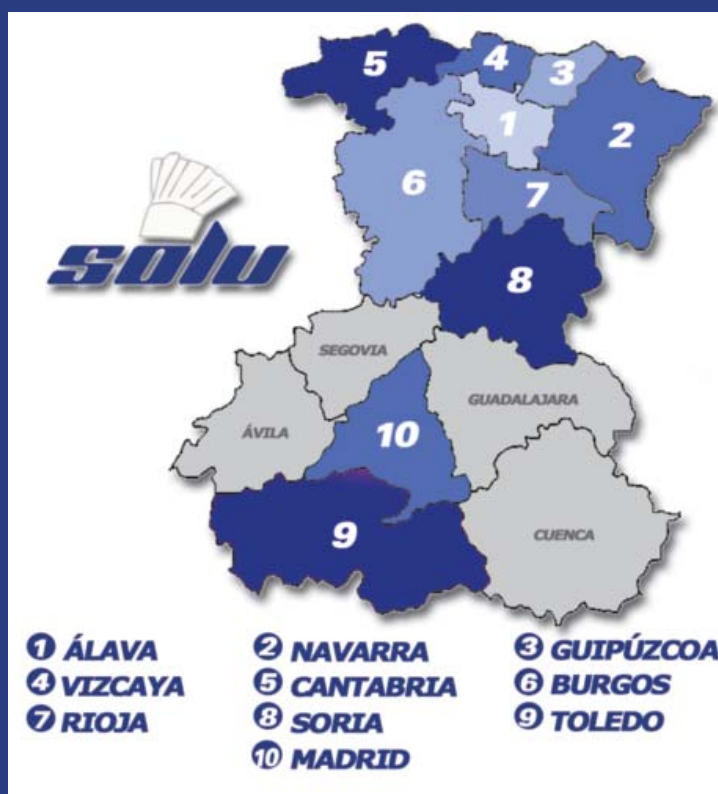 5
4
3
1
2
6
7
solu
8
SEGOVIA
GUADALAJARA
ÁVILA
10
9
CUENCA
1 ÁLAVA
2 NAVARRA
3 GUIPÚZCOA
4 VIZCAYA
5 CANTABRIA
6 BURGOS
7 RIOJA
8 SORIA
9 TOLEDO
10 MADRID